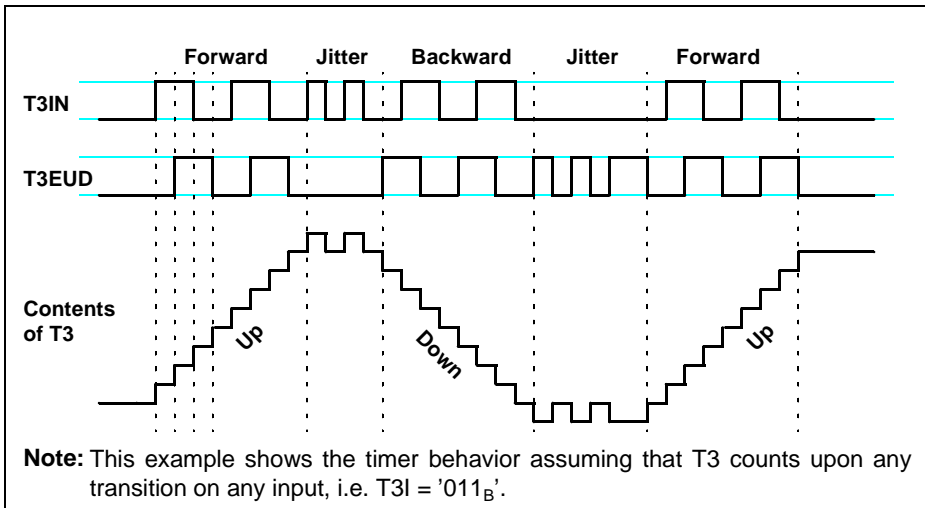 Forward Jitter Backward Jitter Forward
T3IN
T3EUD
Contents
of T3
Up
Down
Up
Note: This example shows the timer behavior assuming that T3 counts upon any
transition on any input, i.e. T3I = '011B'.